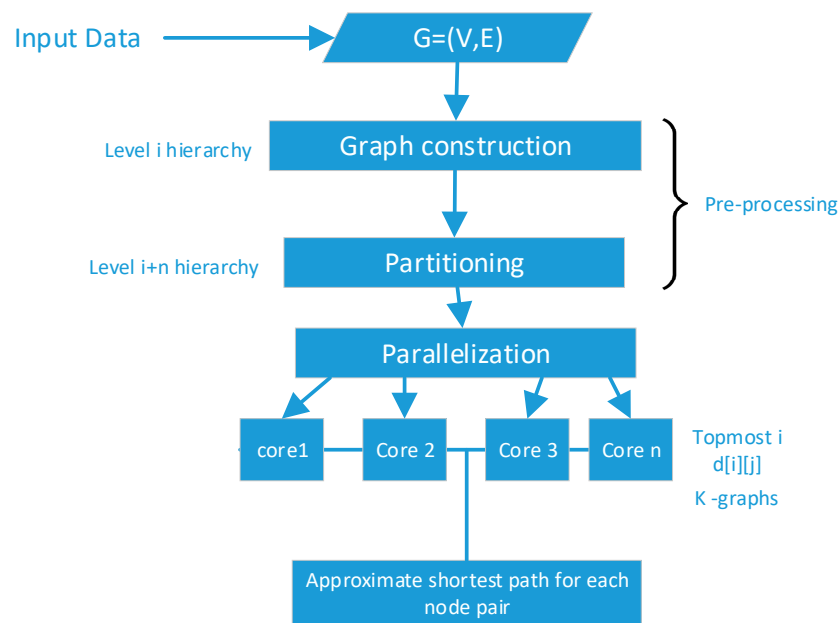 Input Data
G=(V,E)
Level i hierarchy
Graph construction
Pre-processing
Level i+n hierarchy
Partitioning
Parallelization
core1
Core 2
Core 3
Core n
Topmost i
d[i][j]
K -graphs
Approximate shortest path for each
node pair